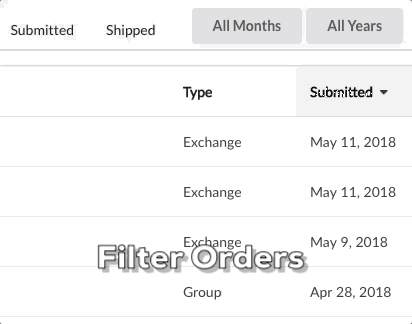 Submitted Shipped All Months All Years
Type Submitted
Exchange May 11, 2018
Exchange May 11, 2018
Exchange May 9, 2018
Filter Orders
Group Apr 28, 2018